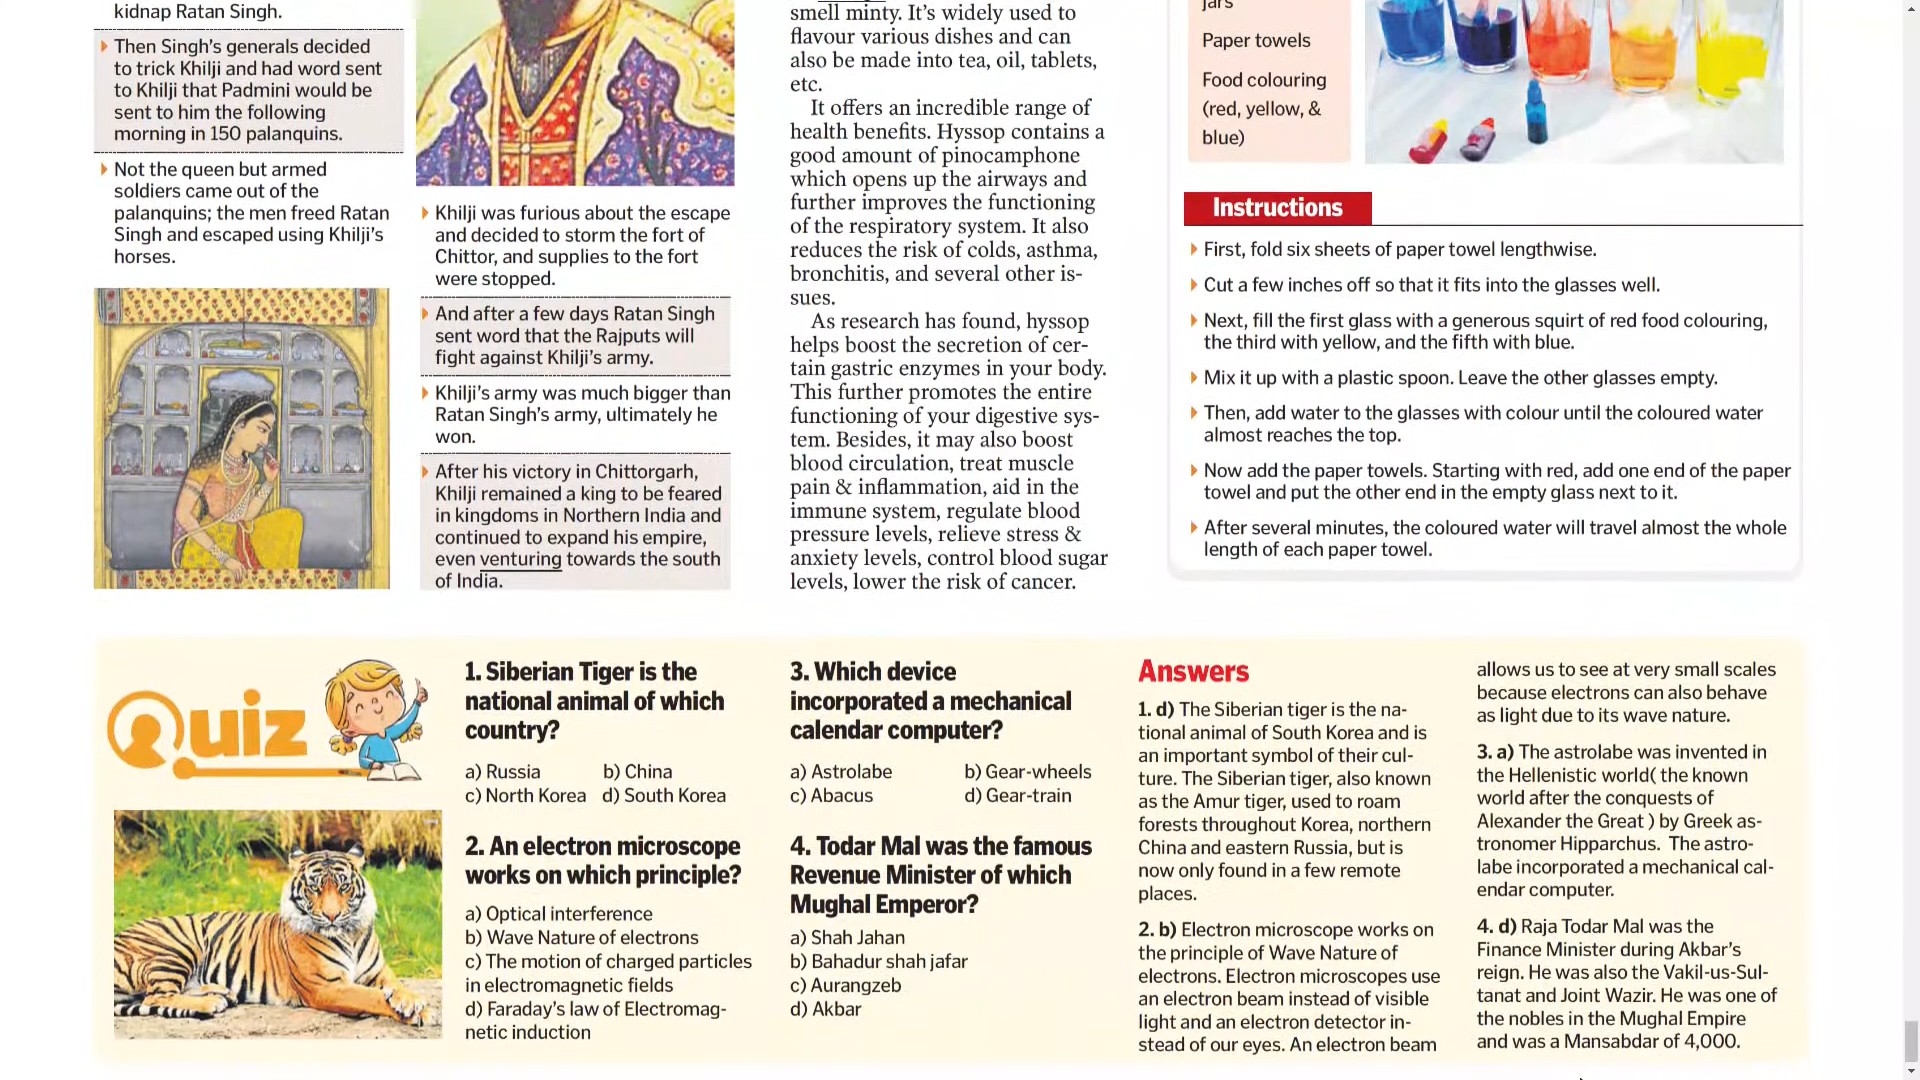 kidnap Ratan Singh.
Then Singh's generals decided
to trick Khilji and had word sent
to Khilji that Padmini would be
sent to him the following
morning in 150 palanquins.
Not the queen but armed
soldiers came out of the
palanquins; the men freed Ratan
Singh and escaped using Khilji's
horses.
Khilji was furious about the escape
and decided to storm the fort of
Chittor, and supplies to the fort
were stopped.
And after a few days Ratan Singh
sent word that the Rajputs will
fight against Khilji's army.
Khilji's army was much bigger than
Ratan Singh's army, ultimately he
won.
After his victory in Chittorgarh,
Khilji remained a king to be feared
in kingdoms in Northern India and
continued to expand his empire,
even venturing towards the south
of India.
smell minty. It's widely used to
flavour various dishes and can
also be made into tea, oil, tablets,
etc.
It offers an incredible range of
health benefits. Hyssop contains a
good amount of pinocamphone
which opens up the airways and
further improves the functioning
of the respiratory system. It also
reduces the risk of colds, asthma,
bronchitis, and several other is-
sues.
As research has found, hyssop
helps boost the secretion of cer-
tain gastric enzymes in your body.
This further promotes the entire
functioning of your digestive sys-
tem. Besides, it may also boost
blood circulation, treat muscle
pain & inflammation, aid in the
immune system, regulate blood
pressure levels, relieve stress &
anxiety levels, control blood sugar
levels, lower the risk of cancer.
jars
Paper towels
Food colouring
(red, yellow, &
blue)
Instructions
First, fold six sheets of paper towel lengthwise.
Cut a few inches off so that it fits into the glasses well.
Next, fill the first glass with a generous squirt of red food colouring,
the third with yellow, and the fifth with blue.
Mix it up with a plastic spoon. Leave the other glasses empty.
Then, add water to the glasses with colour until the coloured water
almost reaches the top.
Now add the paper towels. Starting with red, add one end of the paper
towel and put the other end in the empty glass next to it.
After several minutes, the coloured water will travel almost the whole
length of each paper towel.
Quiz
1. Siberian Tiger is the
national animal of which
country?
a) Russia b) China
c) North Korea d) South Korea
2. An electron microscope
works on which principle?
a) Optical interference
b) Wave Nature of electrons
c) The motion of charged particles
in electromagnetic fields
d) Faraday's law of Electromag-
netic induction
3. Which device
incorporated a mechanical
calendar computer?
a) Astrolabe b) Gear-wheels
c) Abacus d) Gear-train
4. Todar Mal was the famous
Revenue Minister of which
Mughal Emperor?
a) Shah Jahan
b) Bahadur shah jafar
c) Aurangzeb
d) Akbar
Answers
1. d) The Siberian tiger is the na-
tional animal of South Korea and is
an important symbol of their cul-
ture. The Siberian tiger, also known
as the Amur tiger, used to roam
forests throughout Korea, northern
China and eastern Russia, but is
now only found in a few remote
places.
2. b) Electron microscope works on
the principle of Wave Nature of
electrons. Electron microscopes use
an electron beam instead of visible
light and an electron detector in-
stead of our eyes. An electron beam
allows us to see at very small scales
because electrons can also behave
as light due to its wave nature.
3. a) The astrolabe was invented in
the Hellenistic world( the known
world after the conquests of
Alexander the Great ) by Greek as-
tronomer Hipparchus. The astro-
labe incorporated a mechanical cal-
endar computer.
4. d) Raja Todar Mal was the
Finance Minister during Akbar's
reign. He was also the Vakil-us-Sul-
tanat and Joint Wazir. He was one of
the nobles in the Mughal Empire
and was a Mansabdar of 4,000.